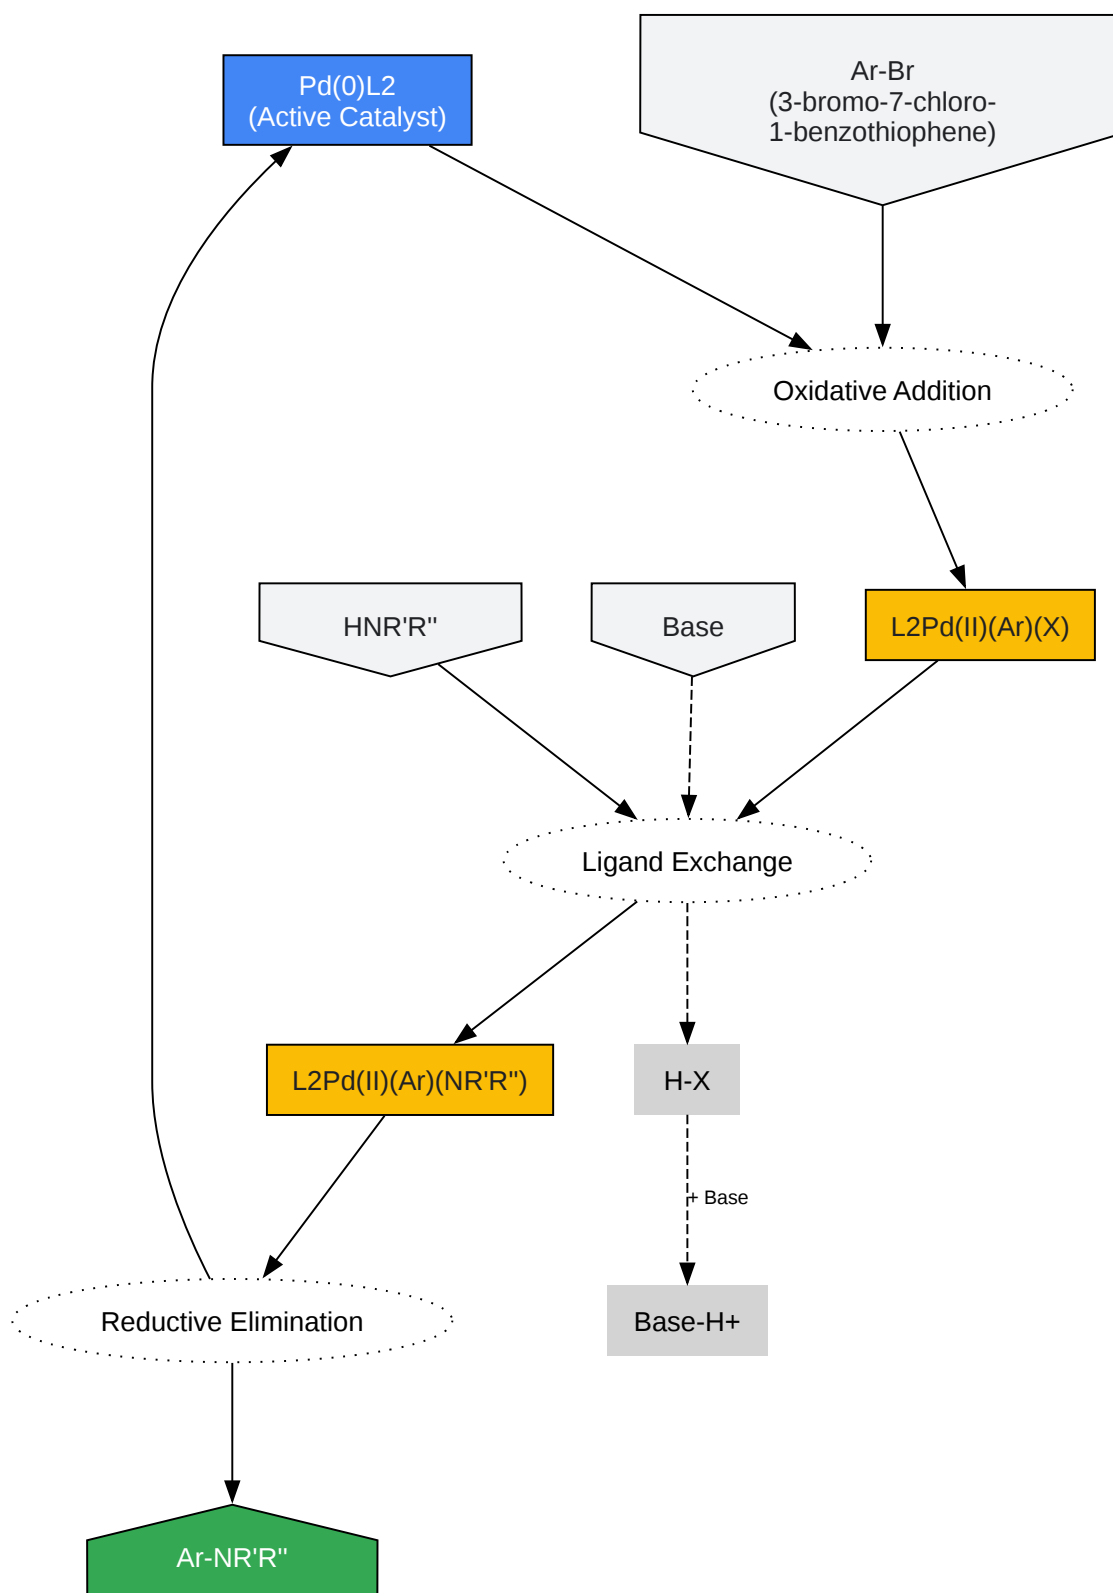 Pd(0)L2
(Active Catalyst)
Ar-Br
(3-bromo-7-chloro-
1-benzothiophene)
Oxidative Addition
HNR'R''
Base
L2Pd(II)(Ar)(X)
Ligand Exchange
L2Pd(II)(Ar)(NR'R'')
H-X
+ Base
Reductive Elimination
Base-H+
Ar-NR'R''